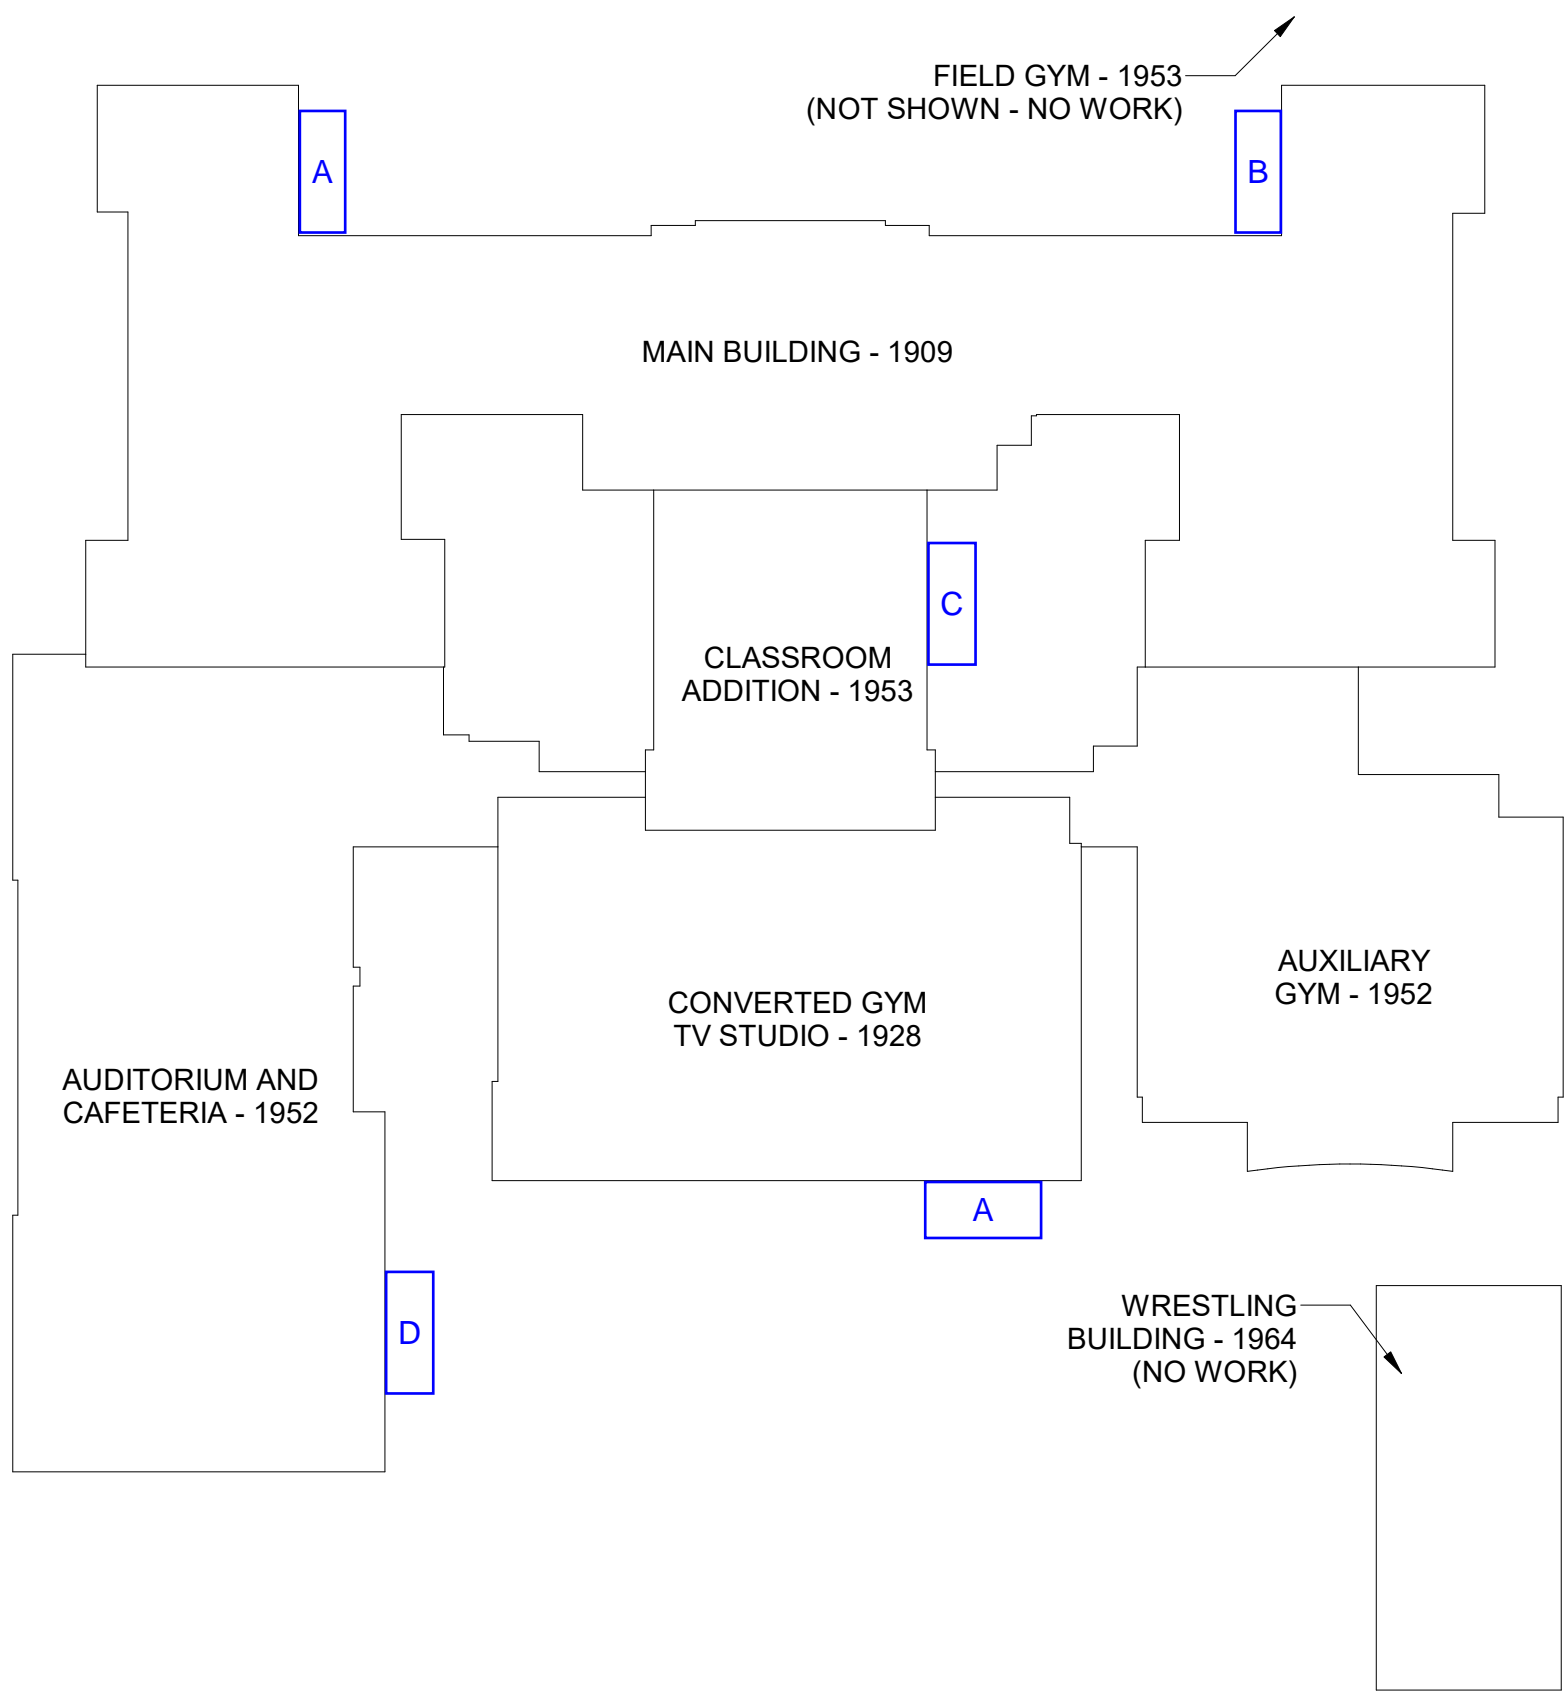 FIELD GYM - 1953
(NOT SHOWN - NO WORK)
A
B
MAIN BUILDING - 1909
C
CLASSROOM
ADDITION - 1953
AUXILIARY
GYM - 1952
CONVERTED GYM
TV STUDIO - 1928
AUDITORIUM AND
CAFETERIA - 1952
A
D
WRESTLING
BUILDING - 1964
(NO WORK)